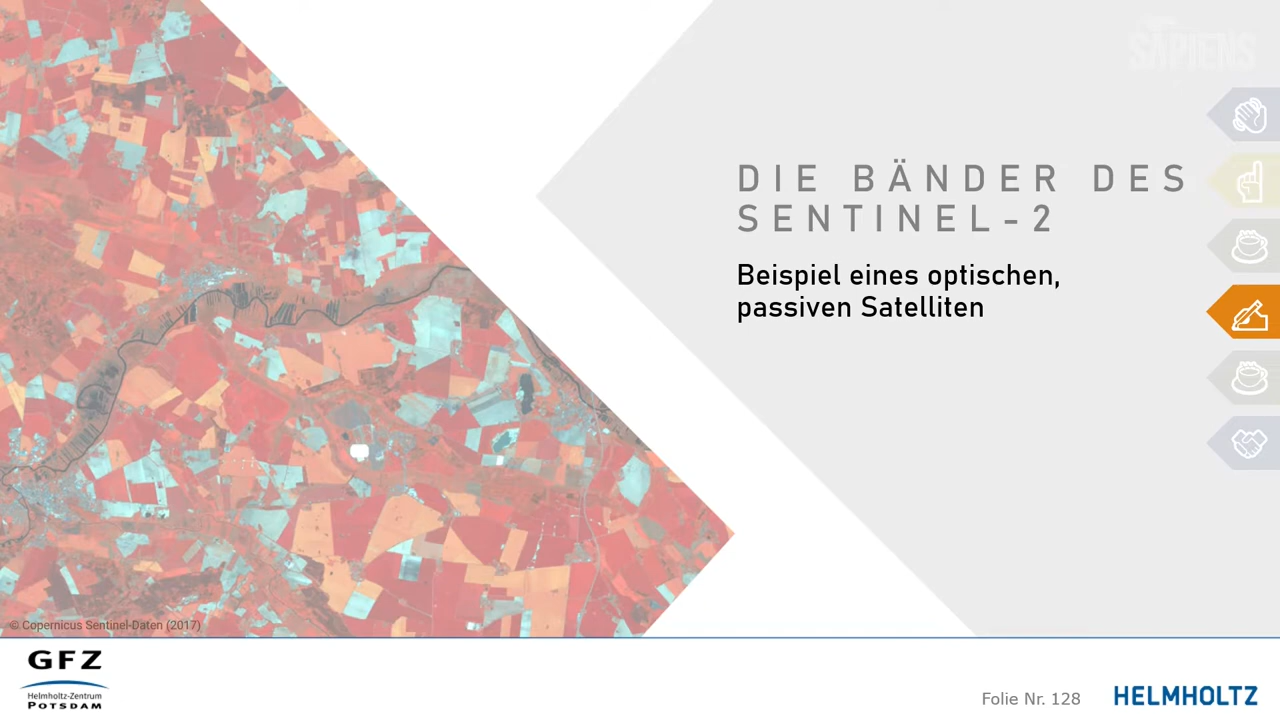 SAPIENS
DIE BÄNDER DES
SENTINEL-2
Beispiel eines optischen,
passiven Satelliten
© Copernicus Sentinel-Daten (2017)
GFZ
Helmholtz-Zentrum
POTSDAM
Folie Nr. 128
HELMHOLTZ